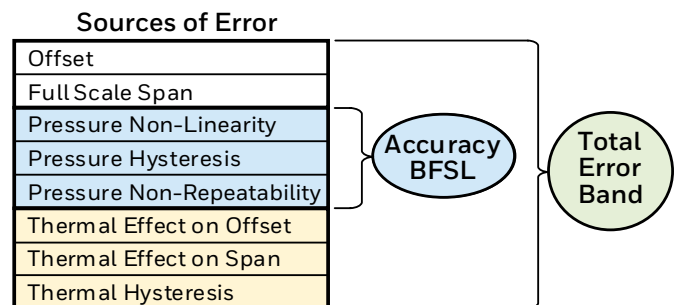 Sources of Error
Offset
Full Scale Span
Pressure Non-Linearity
Pressure Hysteresis
Pressure Non-Repeatability
Thermal Effect on Offset
Thermal Effect on Span
Thermal Hysteresis
Accuracy
BFSL
Total
Error
Band